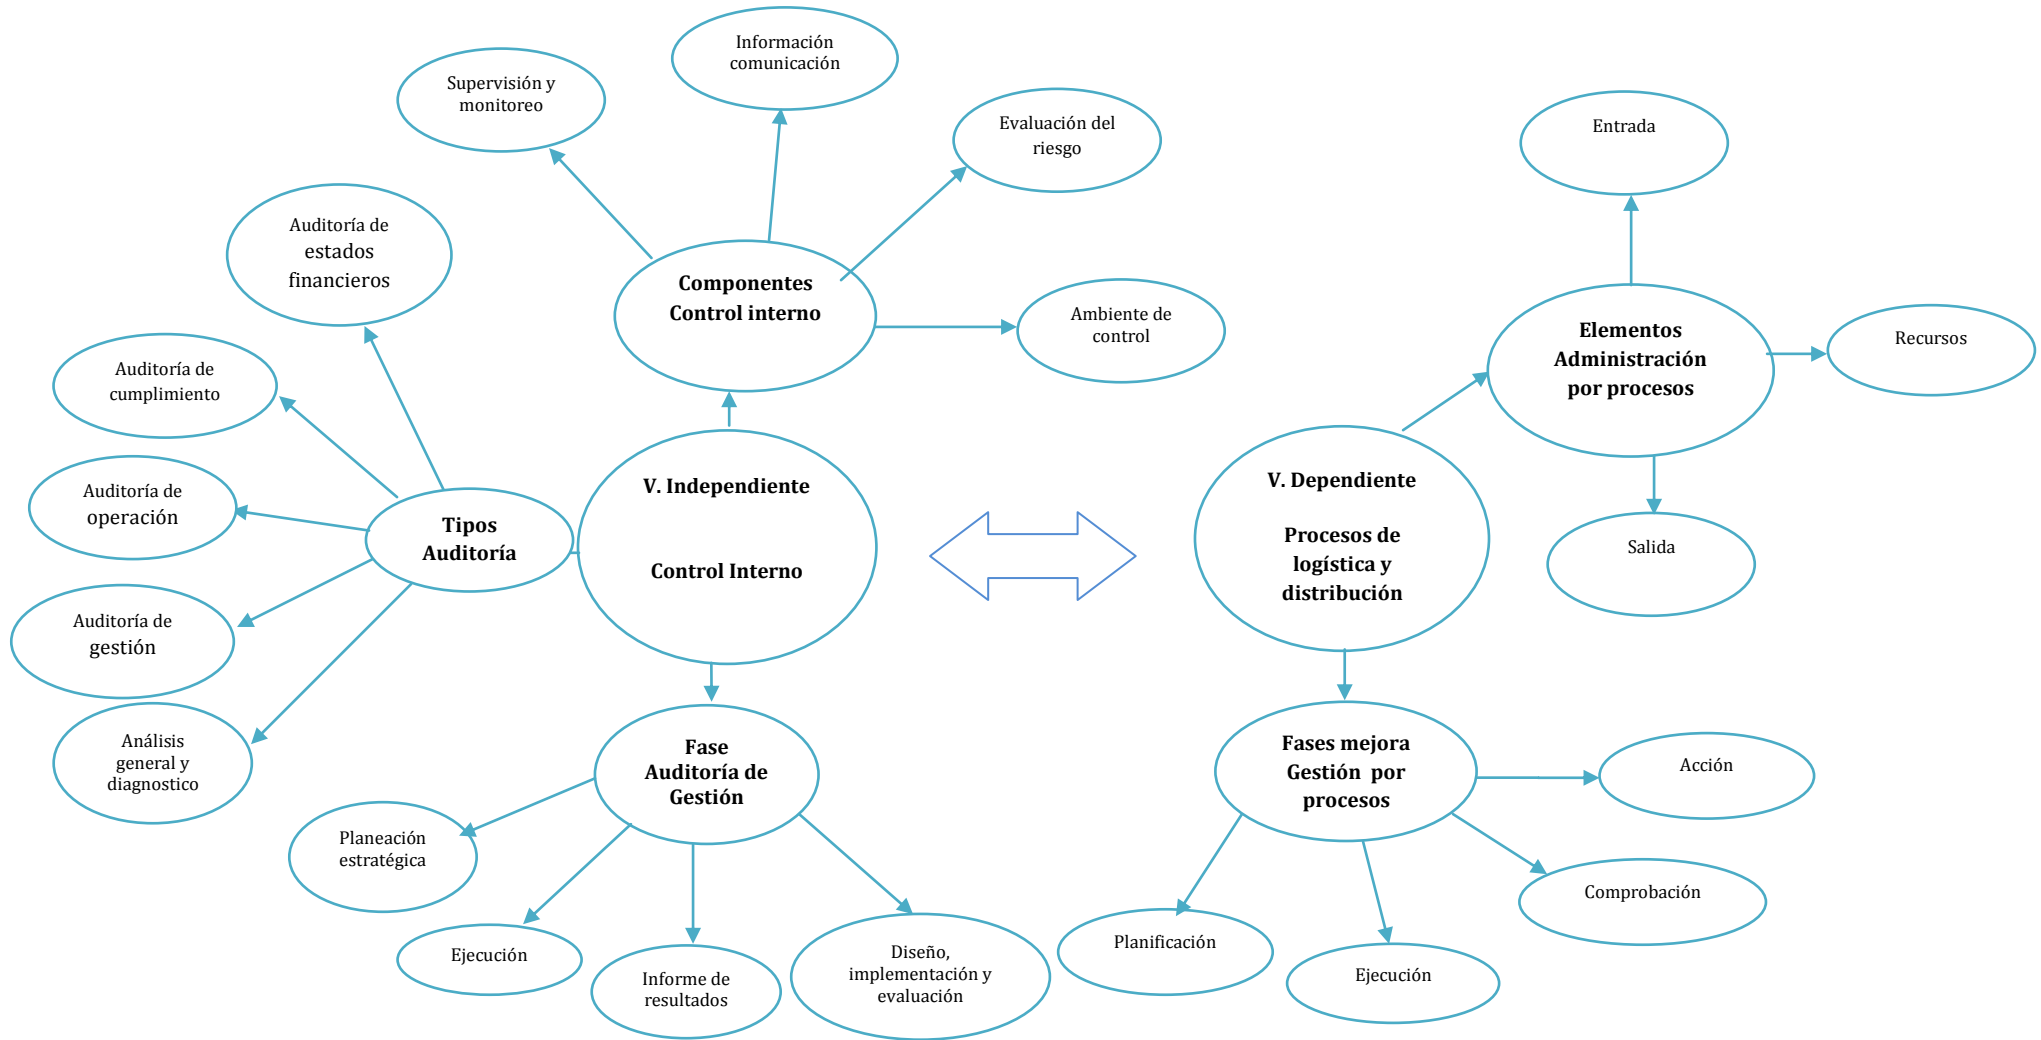 Información
comunicación
Supervisión y
monitoreo
Evaluación del
riesgo
Entrada
Auditoría de
estados
financieros
Componentes
Control interno
Ambiente de
control
Elementos
Administración
por procesos
Recursos
Auditoría de
cumplimiento
Auditoría de
operación
Tipos
Auditoría
V. Independiente
Control Interno
V. Dependiente
Procesos de
logística y
distribución
Salida
Auditoría de
gestión
Análisis
general y
diagnostico
Fase
Auditoría de
Gestión
Fases mejora
Gestión  por
procesos
Acción
Planeación
estratégica
Comprobación
Ejecución
Informe de
resultados
Diseño,
implementación y
evaluación
Planificación
Ejecución